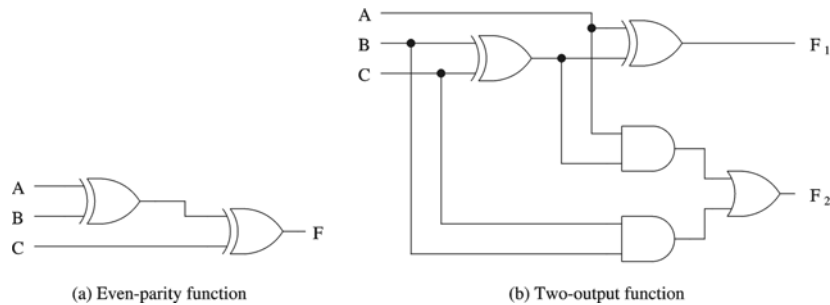 A
B
C
F
(a) Even-parity function
A
B
C
F1
F2
(b) Two-output function